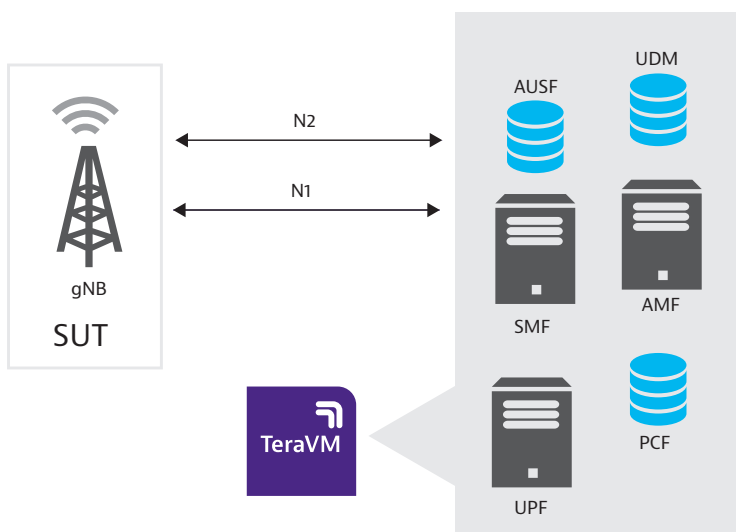 UDM
AUSF
N2
N1
gNB
SUT
AMF
SMF
TeraVM
PCF
UPF